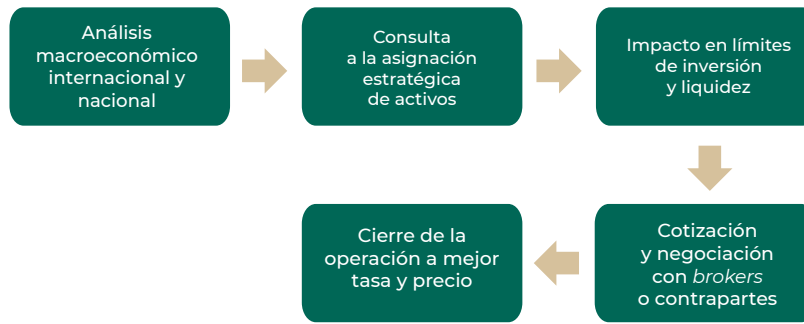 Análisis
macroeconómico
internacional y
nacional
Consulta
a la asignación
estratégica
de activos
Impacto en límites
de inversión
y liquidez
Cotización
y negociación
con brokers
o contrapartes
Cierre de la
operación a mejor
tasa y precio